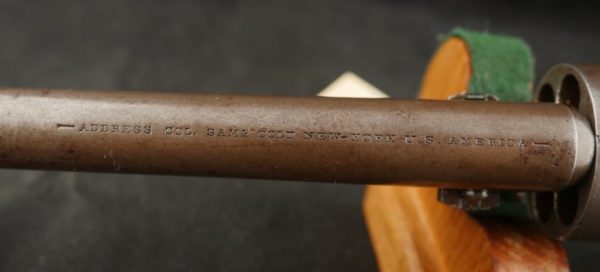 — ADDRESS COL. SAML COLT NEW-YORK U.S. AMERICA —